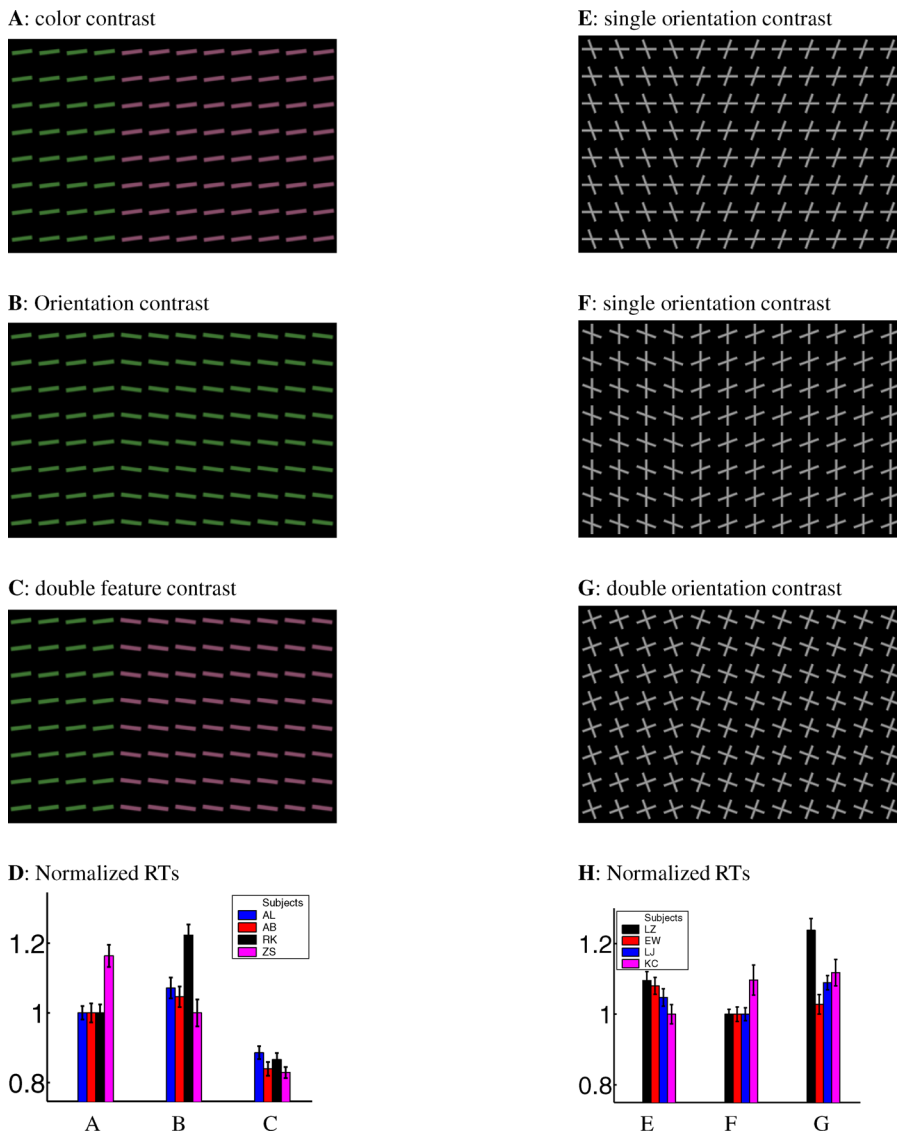 A: color contrast
B: Orientation contrast
C: double feature contrast
D: Normalized RTs
1.2
1
0.8
Subjects
AL
AB
RK
ZS
A B C
E: single orientation contrast
F: single orientation contrast
G: double orientation contrast
H: Normalized RTs
1.2
1
0.8
Subjects
LZ
EW
LJ
KC
E F G